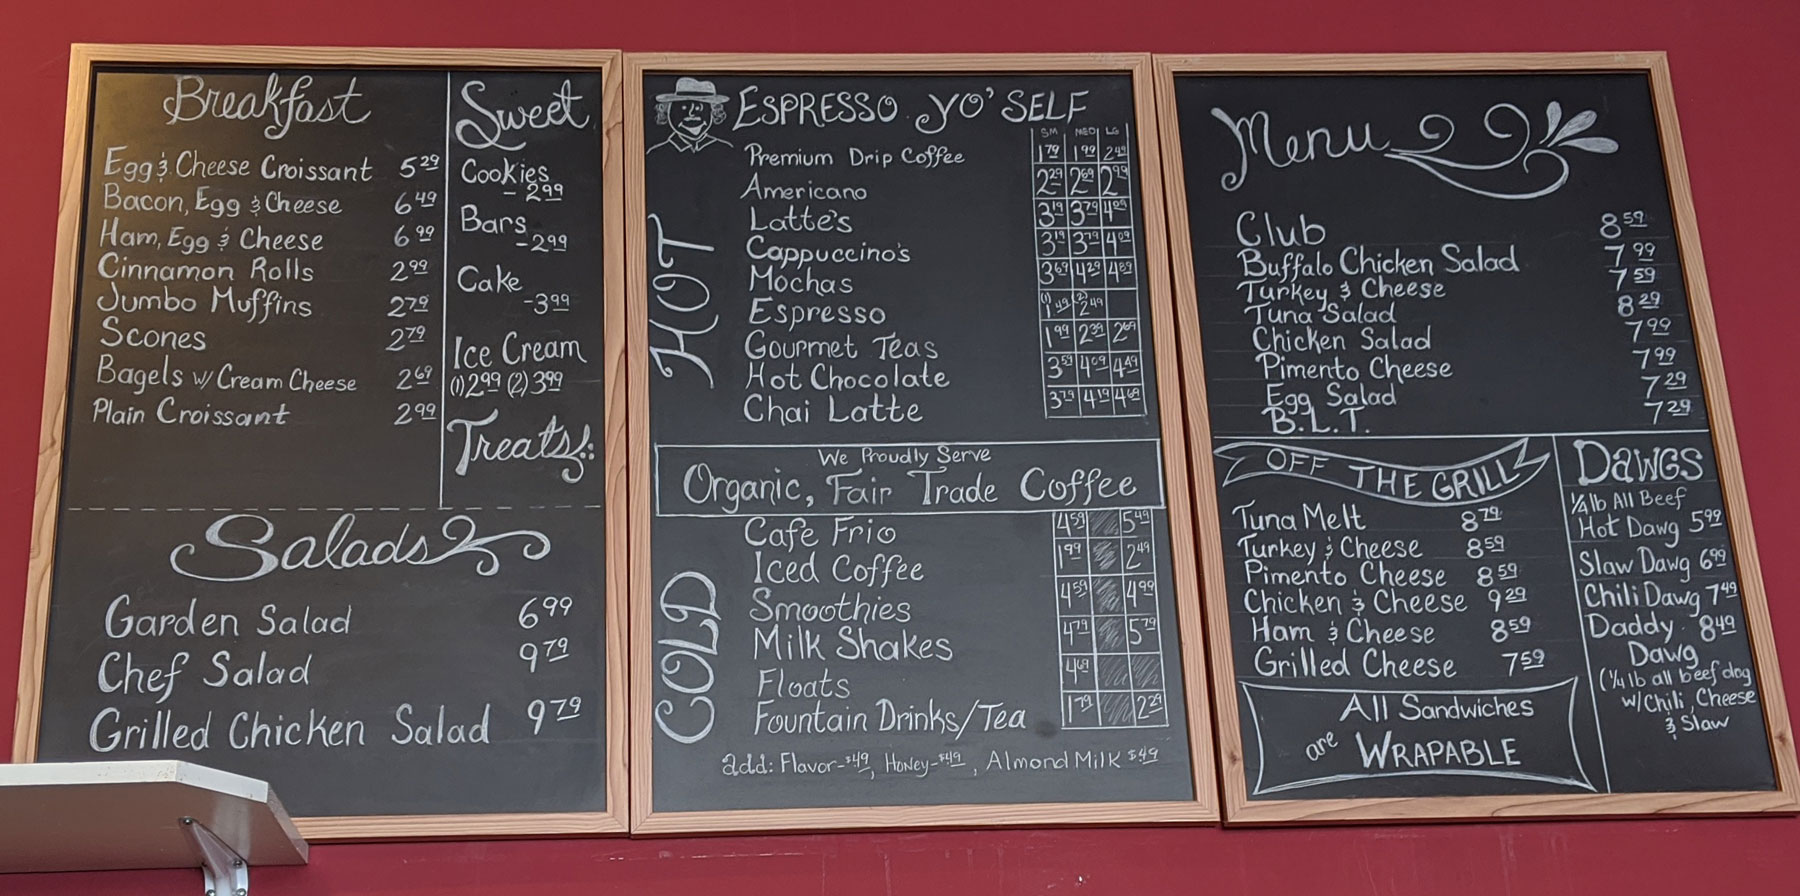 Breakfast
Egg & Cheese Croissant 5.29
Bacon, Egg & Cheese 6.49
Ham, Egg & Cheese 6.99
Cinnamon Rolls 2.99
Jumbo Muffins 2.79
Scones 2.79
Bagels w/ Cream Cheese 2.69
Plain Croissant 2.99
Sweet
Cookies
- 2.99
Bars
- 2.99
Cake
- 3.99
Ice Cream
(1) 2.99 (2) 3.99
Treats
Salads
Garden Salad 6.99
Chef Salad 9.79
Grilled Chicken Salad 9.79
ESPRESSO YO' SELF
SM MED LG
HOT
Premium Drip Coffee 1.79 1.99 2.49
Americano 2.29 2.69 2.99
Latte's 3.19 3.79 4.09
Cappuccino's 3.19 3.79 4.09
Mochas 3.69 4.29 4.89
Espresso (1) 1.49 (2) 2.49
Gourmet Teas 1.99 2.39 2.69
Hot Chocolate 3.59 4.09 4.49
Chai Latte 3.79 4.19 4.69
We Proudly Serve
Organic, Fair Trade Coffee
COLD
Cafe Frio 4.59 5.49
Iced Coffee 1.99 2.49
Smoothies 4.59 4.99
Milk Shakes 4.79 5.79
Floats 4.69
Fountain Drinks/Tea 1.79 2.29
add: Flavor-$.49, Honey-$.49, Almond Milk $.49
Menu
Club 8.59
Buffalo Chicken Salad 7.99
Turkey & Cheese 7.59
Tuna Salad 8.29
Chicken Salad 7.99
Pimento Cheese 7.99
Egg Salad 7.29
B.L.T. 7.29
OFF THE GRILL
Tuna Melt 8.79
Turkey & Cheese 8.59
Pimento Cheese 8.59
Chicken & Cheese 9.29
Ham & Cheese 8.59
Grilled Cheese 7.59
All Sandwiches
are WRAPABLE
DAWGS
1/4 lb All Beef
Hot Dawg 5.99
Slaw Dawg 6.99
Chili Dawg 7.49
Daddy - 8.49
Dawg
(1/4 lb all beef dog
w/Chili, Cheese
& Slaw